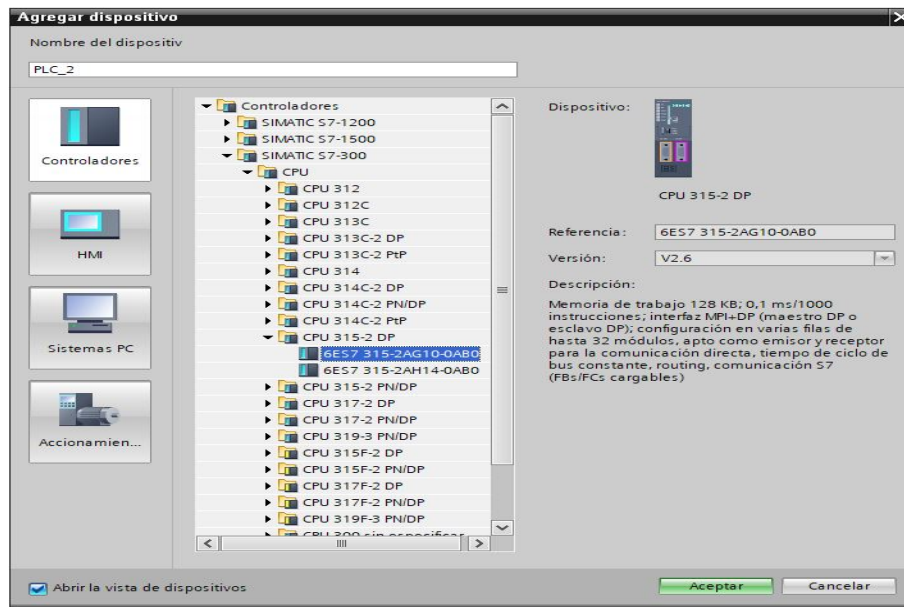 Agregar dispositivo
Nombre del dispositiv
PLC_2
Controladores
HMI
Sistemas PC
Accionamien...
Controladores
SIMATIC S7-1200
SIMATIC S7-1500
SIMATIC S7-300
CPU
CPU 312
CPU 312C
CPU 313C
CPU 313C-2 DP
CPU 313C-2 PtP
CPU 314
CPU 314C-2 DP
CPU 314C-2 PN/DP
CPU 314C-2 PtP
CPU 315-2 DP
6ES7 315-2AG10-0AB0
6ES7 315-2AH14-0AB0
CPU 315-2 PN/DP
CPU 317-2 DP
CPU 317-2 PN/DP
CPU 319-3 PN/DP
CPU 315F-2 DP
CPU 315F-2 PN/DP
CPU 317F-2 DP
CPU 317F-2 PN/DP
CPU 319F-3 PN/DP
CPU 300 sin especificar
Dispositivo:
CPU 315-2 DP
Referencia:
6ES7 315-2AG10-0AB0
Versión:
V2.6
Descripción:
Memoria de trabajo 128 KB; 0,1 ms/1000
instrucciones; interfaz MPI+DP (maestro DP o
esclavo DP); configuración en varias filas de
hasta 32 módulos, apto como emisor y receptor
para la comunicación directa, tiempo de ciclo de
bus constante, routing, comunicación S7
(FBs/FCs cargables)
Abrir la vista de dispositivos
Aceptar
Cancelar